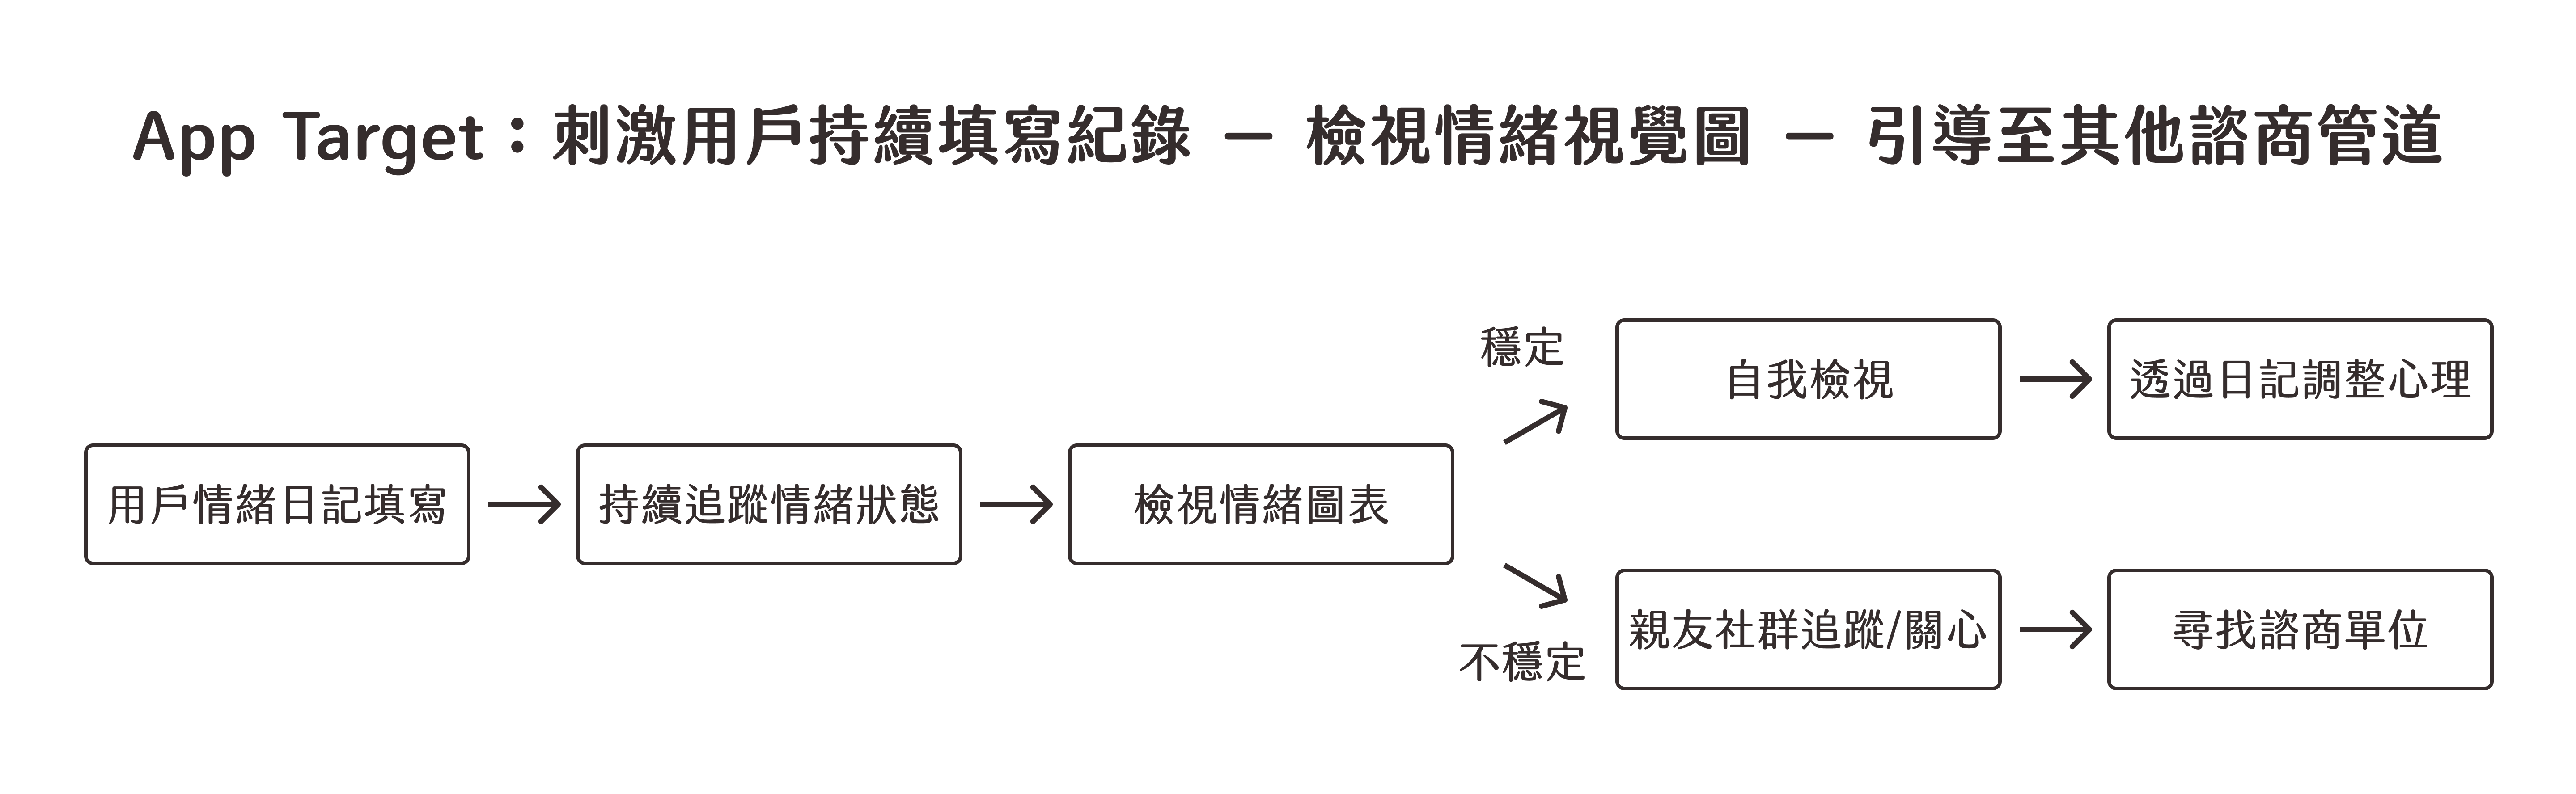 App Target：刺激用戶持續填寫紀錄 － 檢視情緒視覺圖 － 引導至其他諮商管道
用戶情緒日記填寫
持續追蹤情緒狀態
檢視情緒圖表
穩定
自我檢視
透過日記調整心理
不穩定
親友社群追蹤/關心
尋找諮商單位